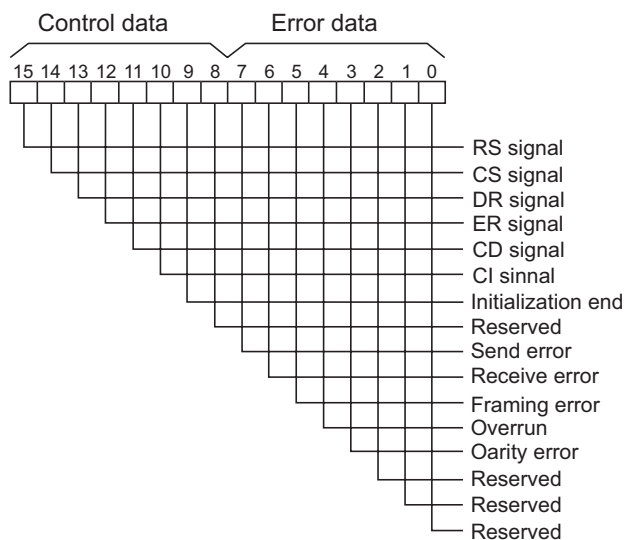 Control data Error data
15 14 13 12 11 10 9 8 7 6 5 4 3 2 1 0
RS signal
CS signal
DR signal
ER signal
CD signal
CI sinnal
Initialization end
Reserved
Send error
Receive error
Framing error
Overrun
Oarity error
Reserved
Reserved
Reserved